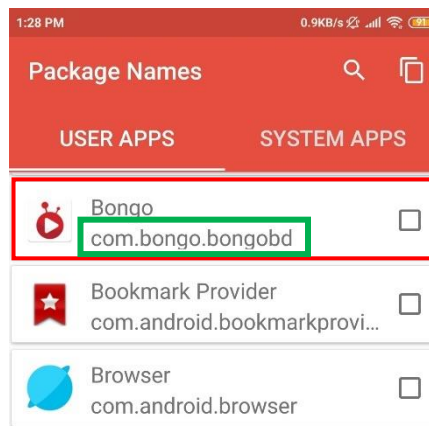 1:28 PM 0.9KB/s 91
Package Names
USER APPS SYSTEM APPS
Bongo
com.bongo.bongobd
Bookmark Provider
com.android.bookmarkprovi...
Browser
com.android.browser